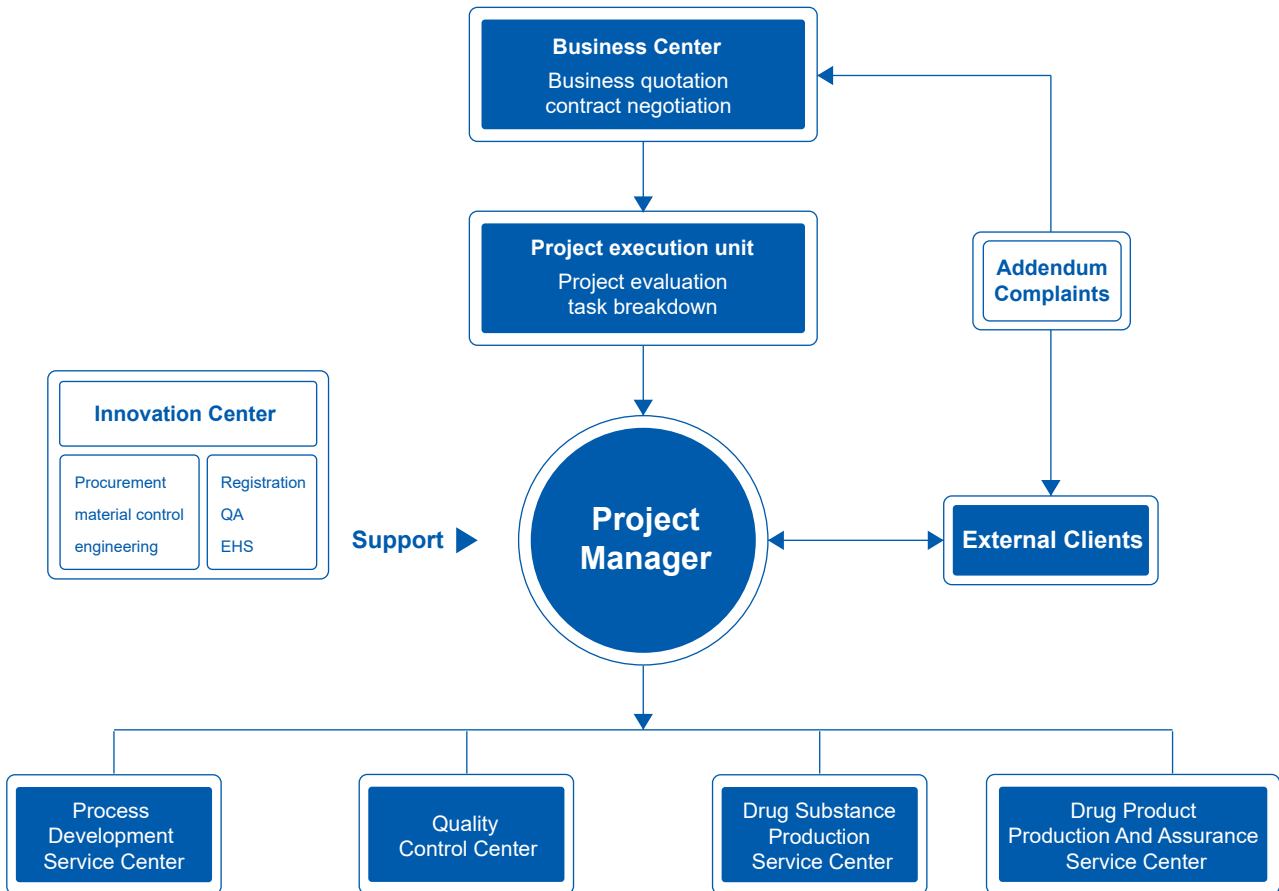 Business Center
Business quotation
contract negotiation
Project execution unit
Project evaluation
task breakdown
Addendum
Complaints
Innovation Center
Procurement
material control
engineering
Registration
QA
EHS
Support
Project
Manager
External Clients
Process
Development
Service Center
Quality
Control Center
Drug Substance
Production
Service Center
Drug Product
Production And Assurance
Service Center